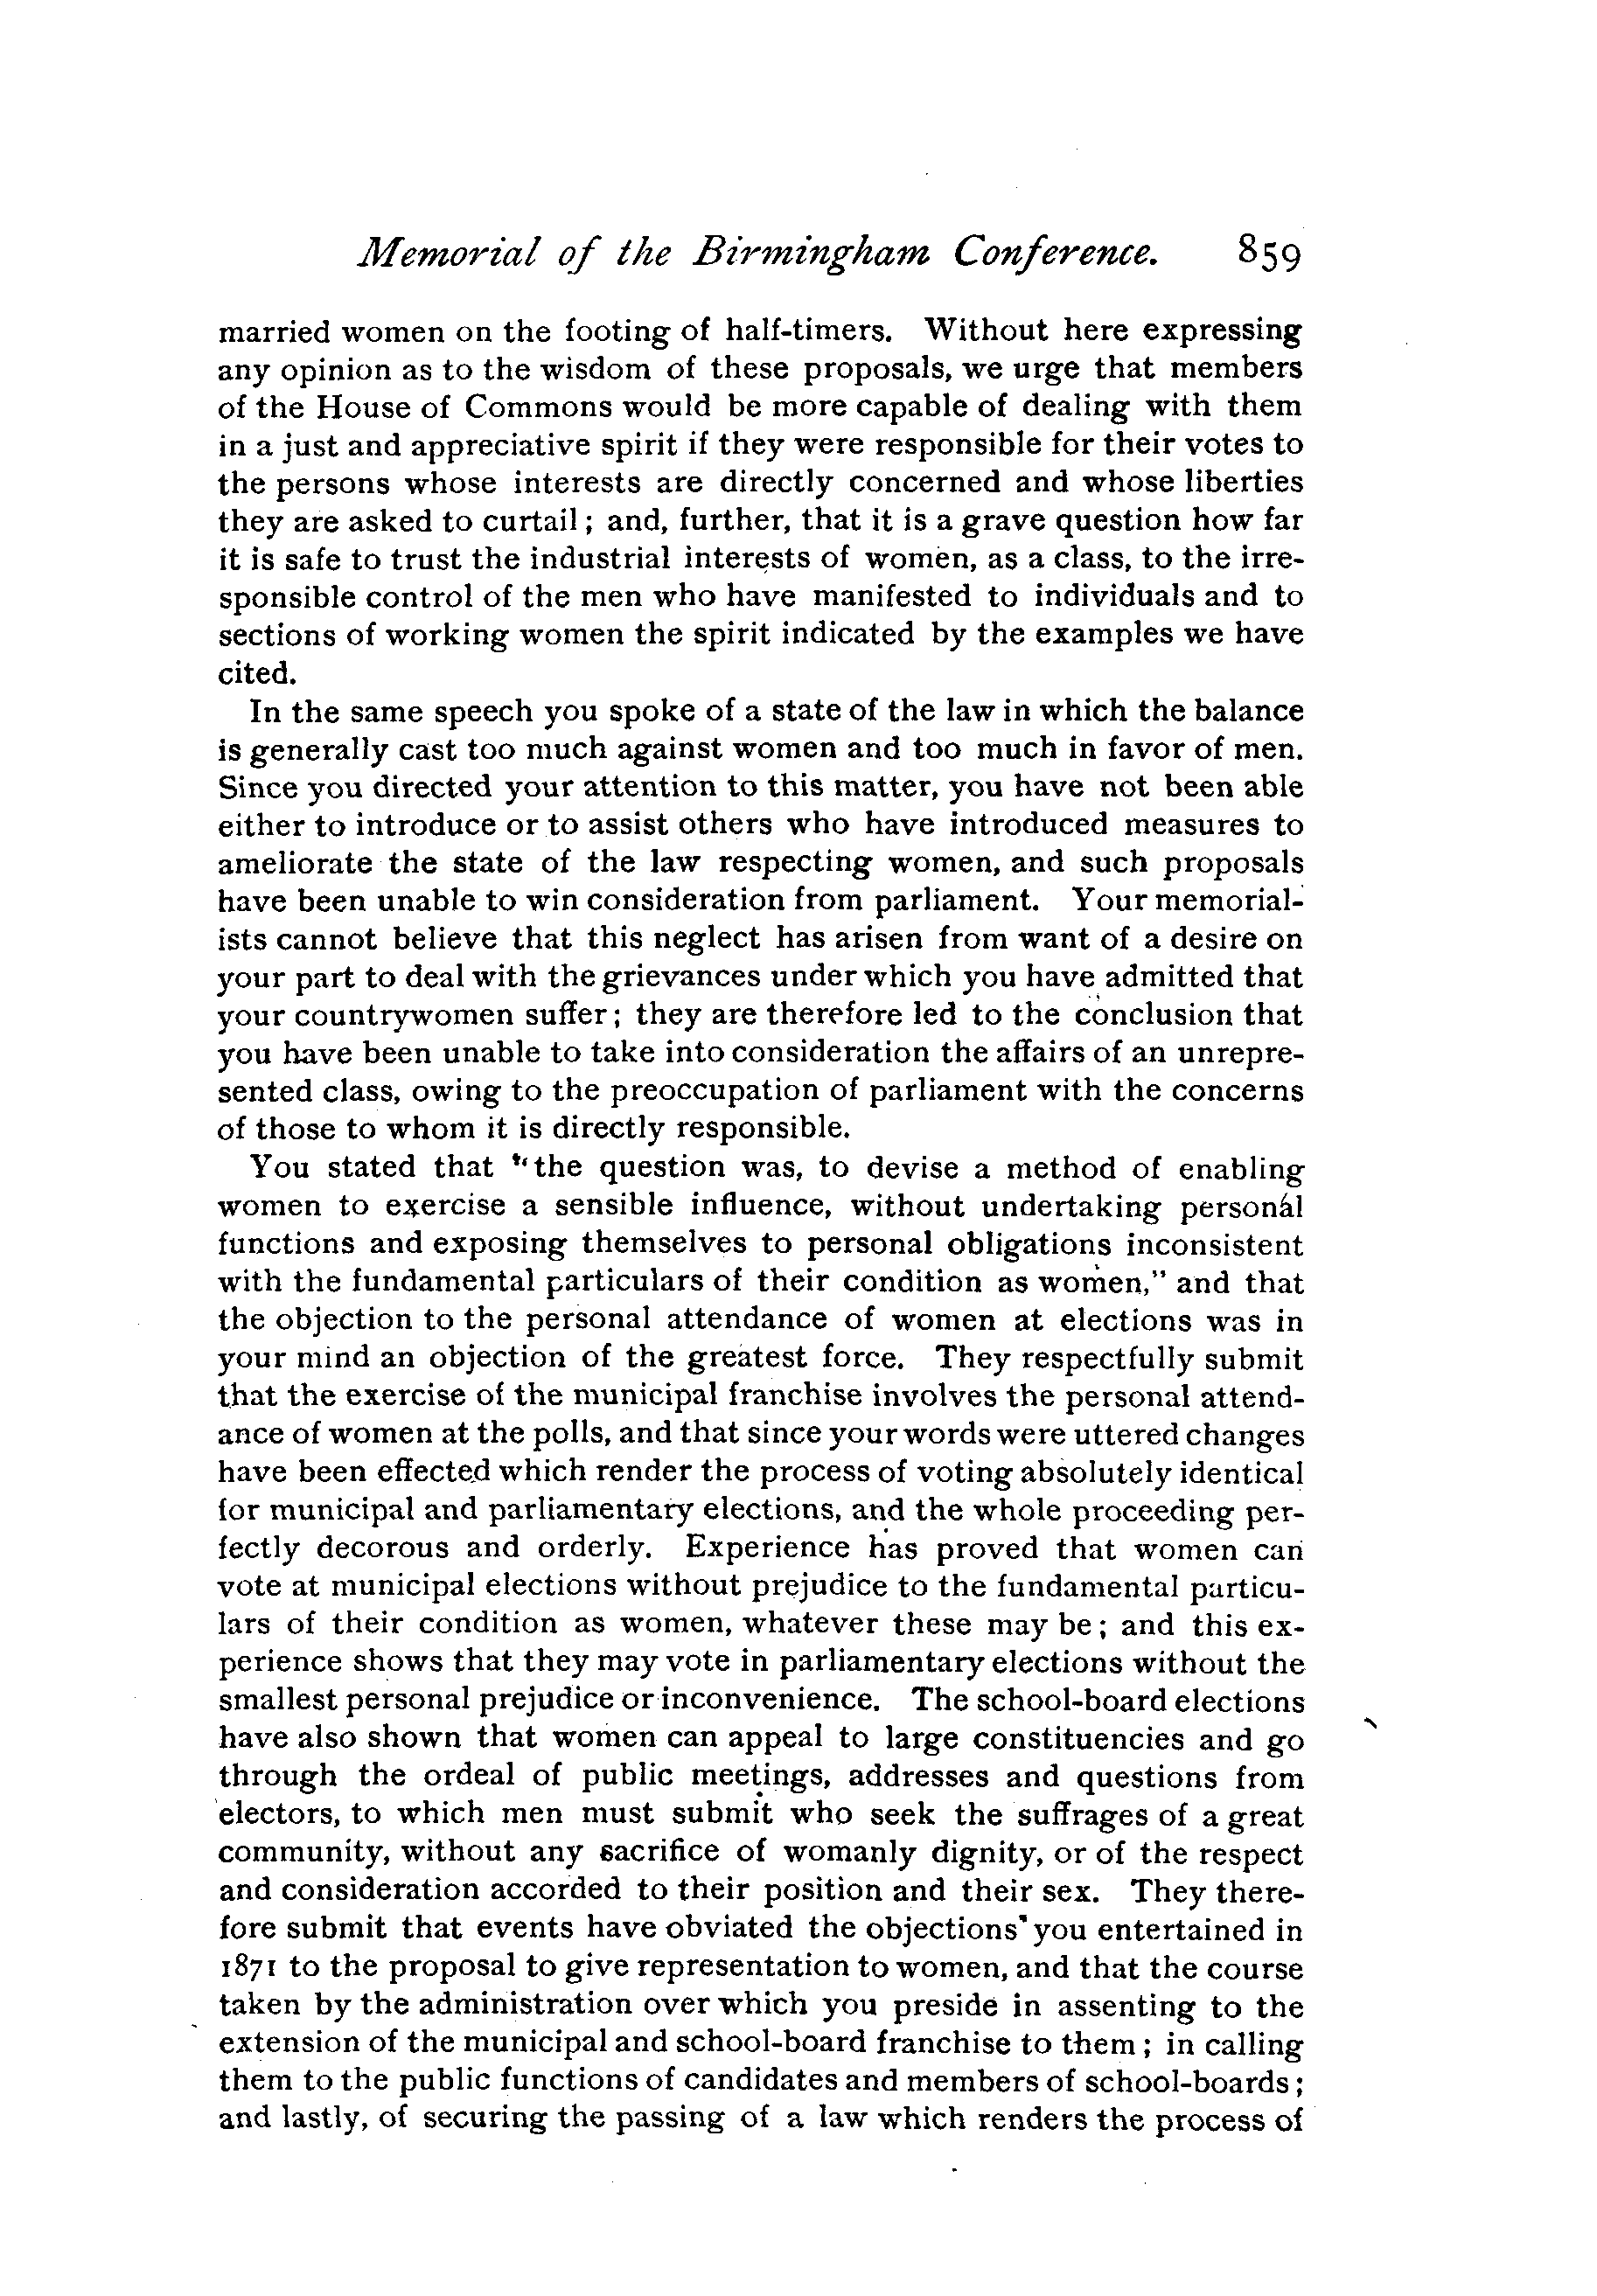 Memorial of the Birmingham Conference. 859
married women on the footing of half-timers. Without here expressing
any opinion as to the wisdom of these proposals, we urge that members
of the House of Commons would be more capable of dealing with them
in a just and appreciative spirit if they were responsible for their votes to
the persons whose interests are directly concerned and whose liberties
they are asked to curtail; and, further, that it is a grave question how far
it is safe to trust the industrial interests of women, as a class, to the irre-
sponsible control of the men who have manifested to individuals and to
sections of working women the spirit indicated by the examples we have
cited.
In the same speech you spoke of a state of the law in which the balance
is generally cast too much against women and too much in favor of men.
Since you directed your attention to this matter, you have not been able
either to introduce or to assist others who have introduced measures to
ameliorate the state of the law respecting women, and such proposals
have been unable to win consideration from parliament. Your memorial-
ists cannot believe that this neglect has arisen from want of a desire on
your part to deal with the grievances under which you have admitted that
your countrywomen suffer; they are therefore led to the conclusion that
you have been unable to take into consideration the affairs of an unrepre-
sented class, owing to the preoccupation of parliament with the concerns
of those to whom it is directly responsible.
You stated that "the question was, to devise a method of enabling
women to exercise a sensible influence, without undertaking personal
functions and exposing themselves to personal obligations inconsistent
with the fundamental particulars of their condition as women," and that
the objection to the personal attendance of women at elections was in
your mind an objection of the greatest force. They respectfully submit
that the exercise of the municipal franchise involves the personal attend-
ance of women at the polls, and that since your words were uttered changes
have been effected which render the process of voting absolutely identical
for municipal and parliamentary elections, and the whole proceeding per-
fectly decorous and orderly. Experience has proved that women can
vote at municipal elections without prejudice to the fundamental particu-
lars of their condition as women, whatever these may be; and this ex-
perience shows that they may vote in parliamentary elections without the
smallest personal prejudice or inconvenience. The school-board elections
have also shown that women can appeal to large constituencies and go
through the ordeal of public meetings, addresses and questions from
electors, to which men must submit who seek the suffrages of a great
community, without any sacrifice of womanly dignity, or of the respect
and consideration accorded to their position and their sex. They there-
fore submit that events have obviated the objections you entertained in
1871 to the proposal to give representation to women, and that the course
taken by the administration over which you preside in assenting to the
extension of the municipal and school-board franchise to them; in calling
them to the public functions of candidates and members of school-boards;
and lastly, of securing the passing of a law which renders the process of